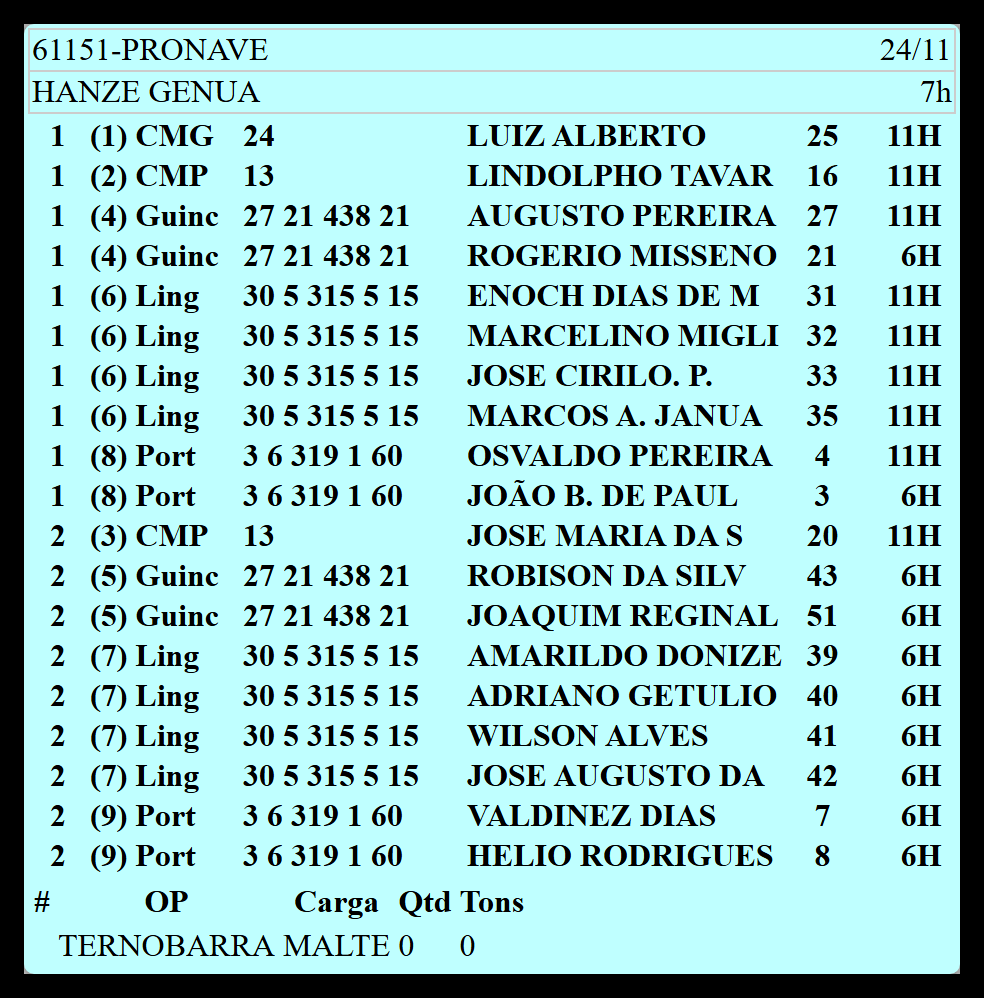 61151-PRONAVE 24/11
HANZE GENUA 7h
1 (1) CMG 24 LUIZ ALBERTO 25 11H
1 (2) CMP 13 LINDOLPHO TAVAR 16 11H
1 (4) Guinc 27 21 438 21 AUGUSTO PEREIRA 27 11H
1 (4) Guinc 27 21 438 21 ROGERIO MISSENO 21 6H
1 (6) Ling 30 5 315 5 15 ENOCH DIAS DE M 31 11H
1 (6) Ling 30 5 315 5 15 MARCELINO MIGLI 32 11H
1 (6) Ling 30 5 315 5 15 JOSE CIRILO. P. 33 11H
1 (6) Ling 30 5 315 5 15 MARCOS A. JANUA 35 11H
1 (8) Port 3 6 319 1 60 OSVALDO PEREIRA 4 11H
1 (8) Port 3 6 319 1 60 JOÃO B. DE PAUL 3 6H
2 (3) CMP 13 JOSE MARIA DA S 20 11H
2 (5) Guinc 27 21 438 21 ROBISON DA SILV 43 6H
2 (5) Guinc 27 21 438 21 JOAQUIM REGINAL 51 6H
2 (7) Ling 30 5 315 5 15 AMARILDO DONIZE 39 6H
2 (7) Ling 30 5 315 5 15 ADRIANO GETULIO 40 6H
2 (7) Ling 30 5 315 5 15 WILSON ALVES 41 6H
2 (7) Ling 30 5 315 5 15 JOSE AUGUSTO DA 42 6H
2 (9) Port 3 6 319 1 60 VALDINEZ DIAS 7 6H
2 (9) Port 3 6 319 1 60 HELIO RODRIGUES 8 6H
# OP Carga Qtd Tons
TERNOBARRA MALTE 0 0